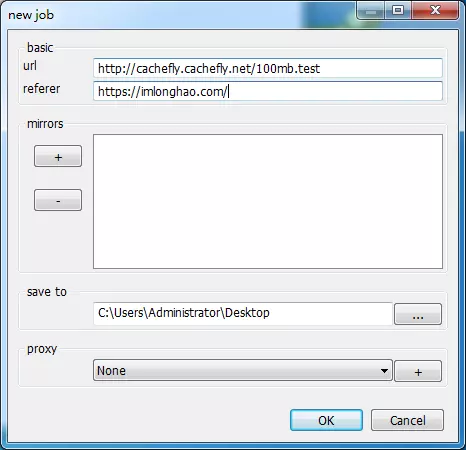 new job
basic
url
http://cachefly.cachefly.net/100mb.test
referer
https://imlonghao.com/
mirrors
+
-
save to
C:\Users\Administrator\Desktop
...
proxy
None
+
OK
Cancel